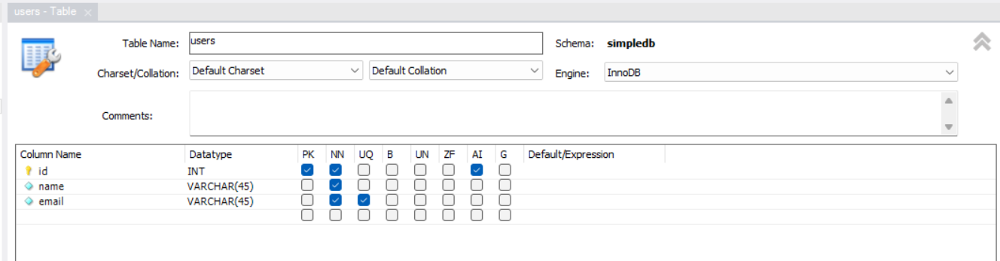 users - Table ×
Table Name: users Schema: simpledb
Charset/Collation: Default Charset Default Collation Engine: InnoDB
Comments:
Column Name Datatype PK NN UQ B UN ZF AI G Default/Expression
id INT
name VARCHAR(45)
email VARCHAR(45)